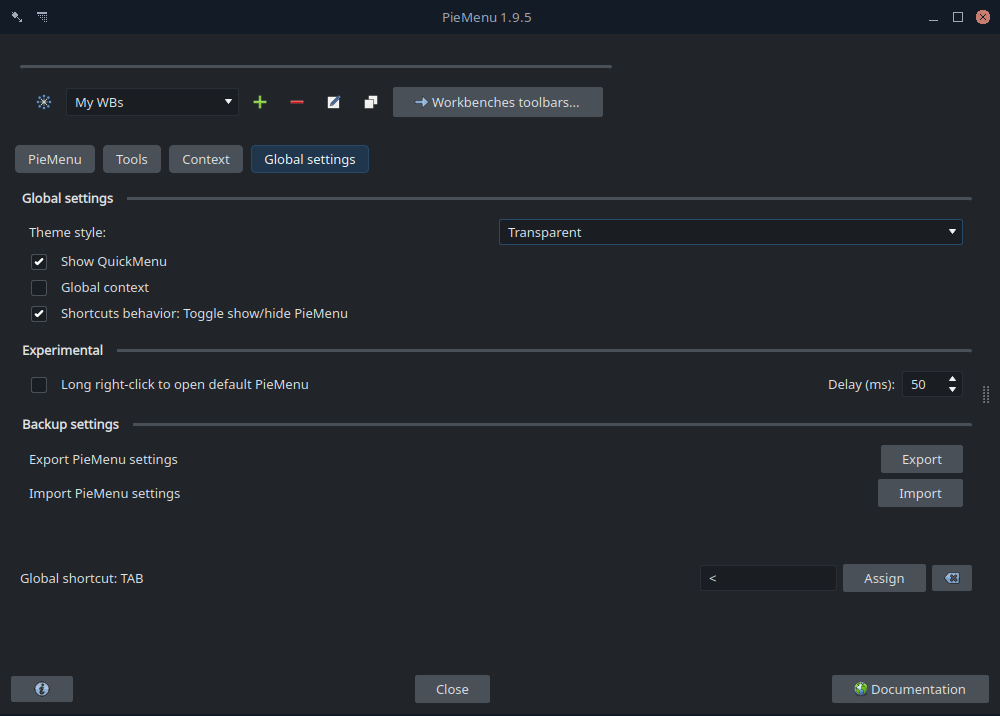 PieMenu 1.9.5
My WBs
Workbenches toolbars...
PieMenu Tools Context Global settings
Global settings
Theme style: Transparent
Show QuickMenu
Global context
Shortcuts behavior: Toggle show/hide PieMenu
Experimental
Long right-click to open default PieMenu Delay (ms): 50
Backup settings
Export PieMenu settings Export
Import PieMenu settings Import
Global shortcut: TAB < Assign
Close Documentation